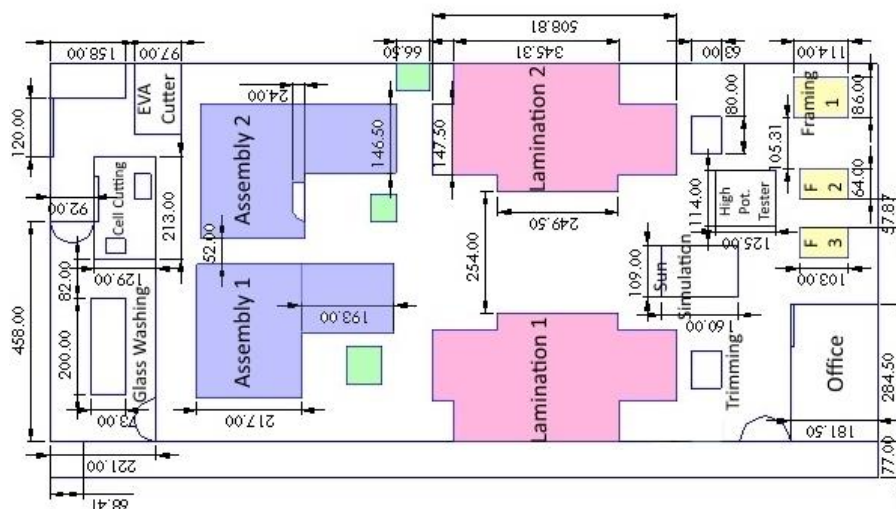 158.00
97.00
66.50
508.81
345.31
63.00
114.00
EVA
Cutter
24.00
120.00
Assembly 2
146.50
147.50
Lamination 2
80.00
105.31
Framing
1
86.00
Cell Cutting
92.00
213.00
F
2
64.00
High
Pot.
Tester
114.00
125.00
249.50
254.00
52.00
F
3
57.87
103.00
109.00
Sun
Simulation
160.00
129.00
82.00
458.00
200.00
Glass Washing
73.00
Assembly 1
193.00
217.00
Lamination 1
Trimming
Office
284.50
181.50
77.00
221.00
68.41